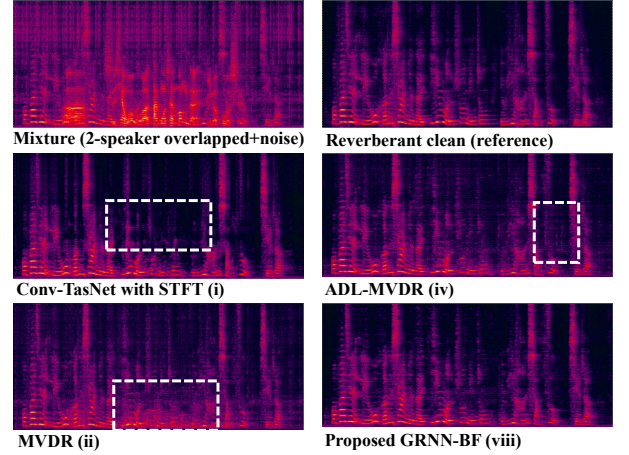 Mixture (2-speaker overlapped+noise)
Reverberant clean (reference)
Conv-TasNet with STFT (i)
ADL-MVDR (iv)
MVDR (ii)
Proposed GRNN-BF (viii)